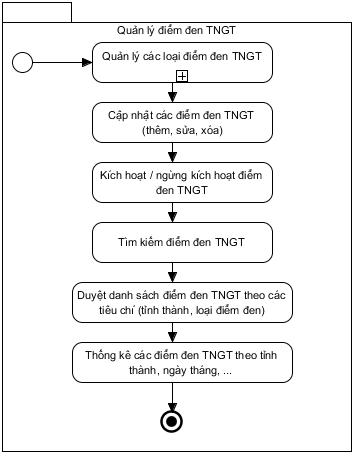 Quản lý điểm đen TNGT
Quản lý các loại điểm đen TNGT
Cập nhật các điểm đen TNGT
(thêm, sửa, xóa)
Kích hoạt / ngừng kích hoạt điểm
đen TNGT
Tìm kiếm điểm đen TNGT
Duyệt danh sách điểm đen TNGT theo các
tiêu chí (tỉnh thành, loại điểm đen)
Thống kê các điểm đen TNGT theo tỉnh
thành, ngày tháng, ...